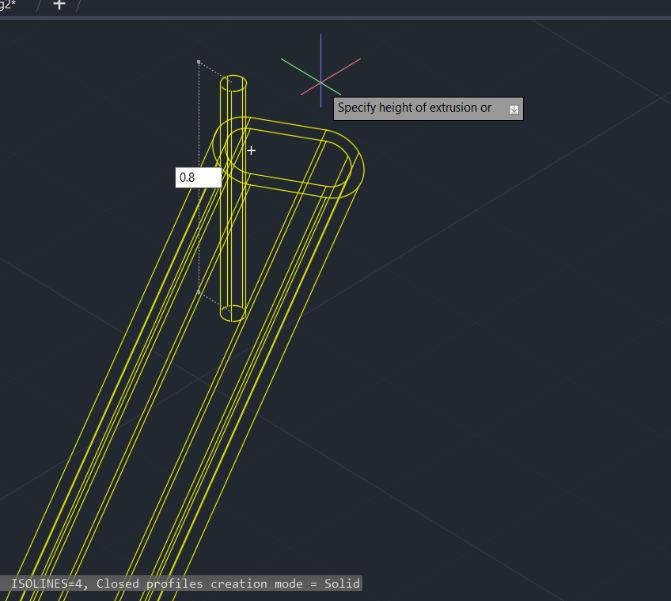 g2*
Specify height of extrusion or
0.8
ISOLINES=4, Closed profiles creation mode = Solid